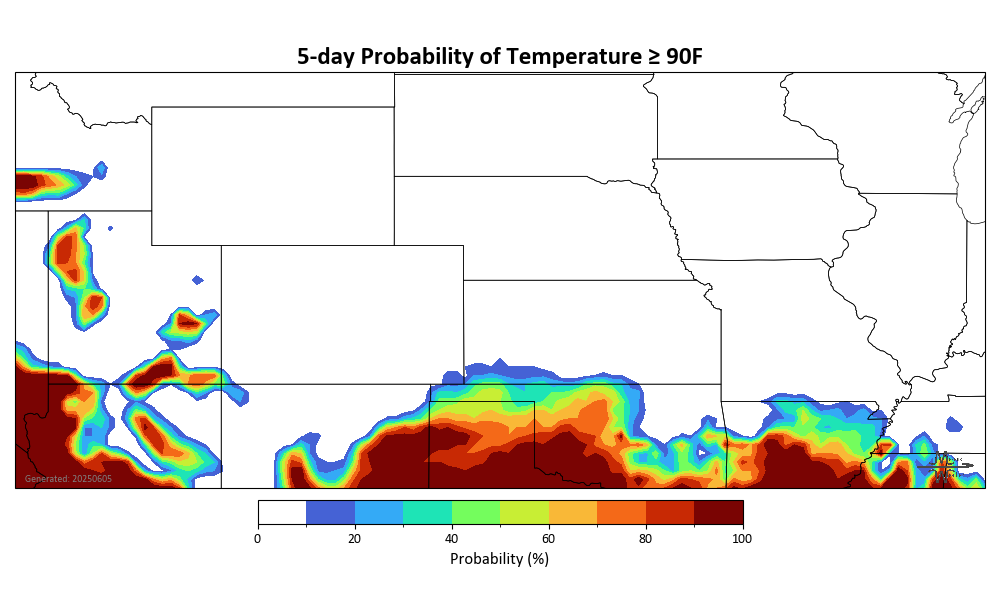 5-day Probability of Temperature ≥ 90F
Generated: 20250605
0 20 40 60 80 100
Probability (%)